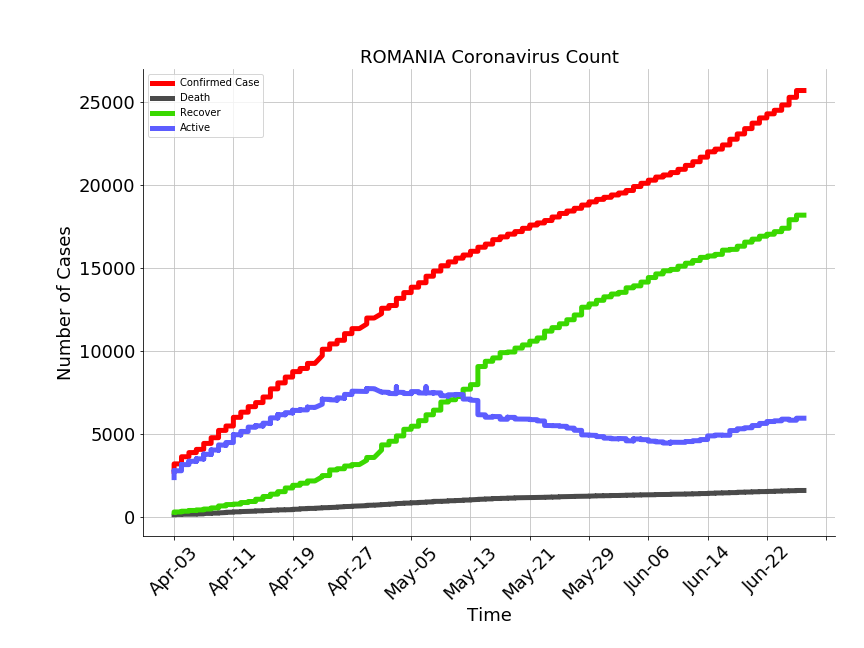 ROMANIA Coronavirus Count
Confirmed Case
Death
Recover
Active
Number of Cases
25000
20000
15000
10000
5000
0
Apr-03
Apr-11
Apr-19
Apr-27
May-05
May-13
May-21
May-29
Jun-06
Jun-14
Jun-22
Time